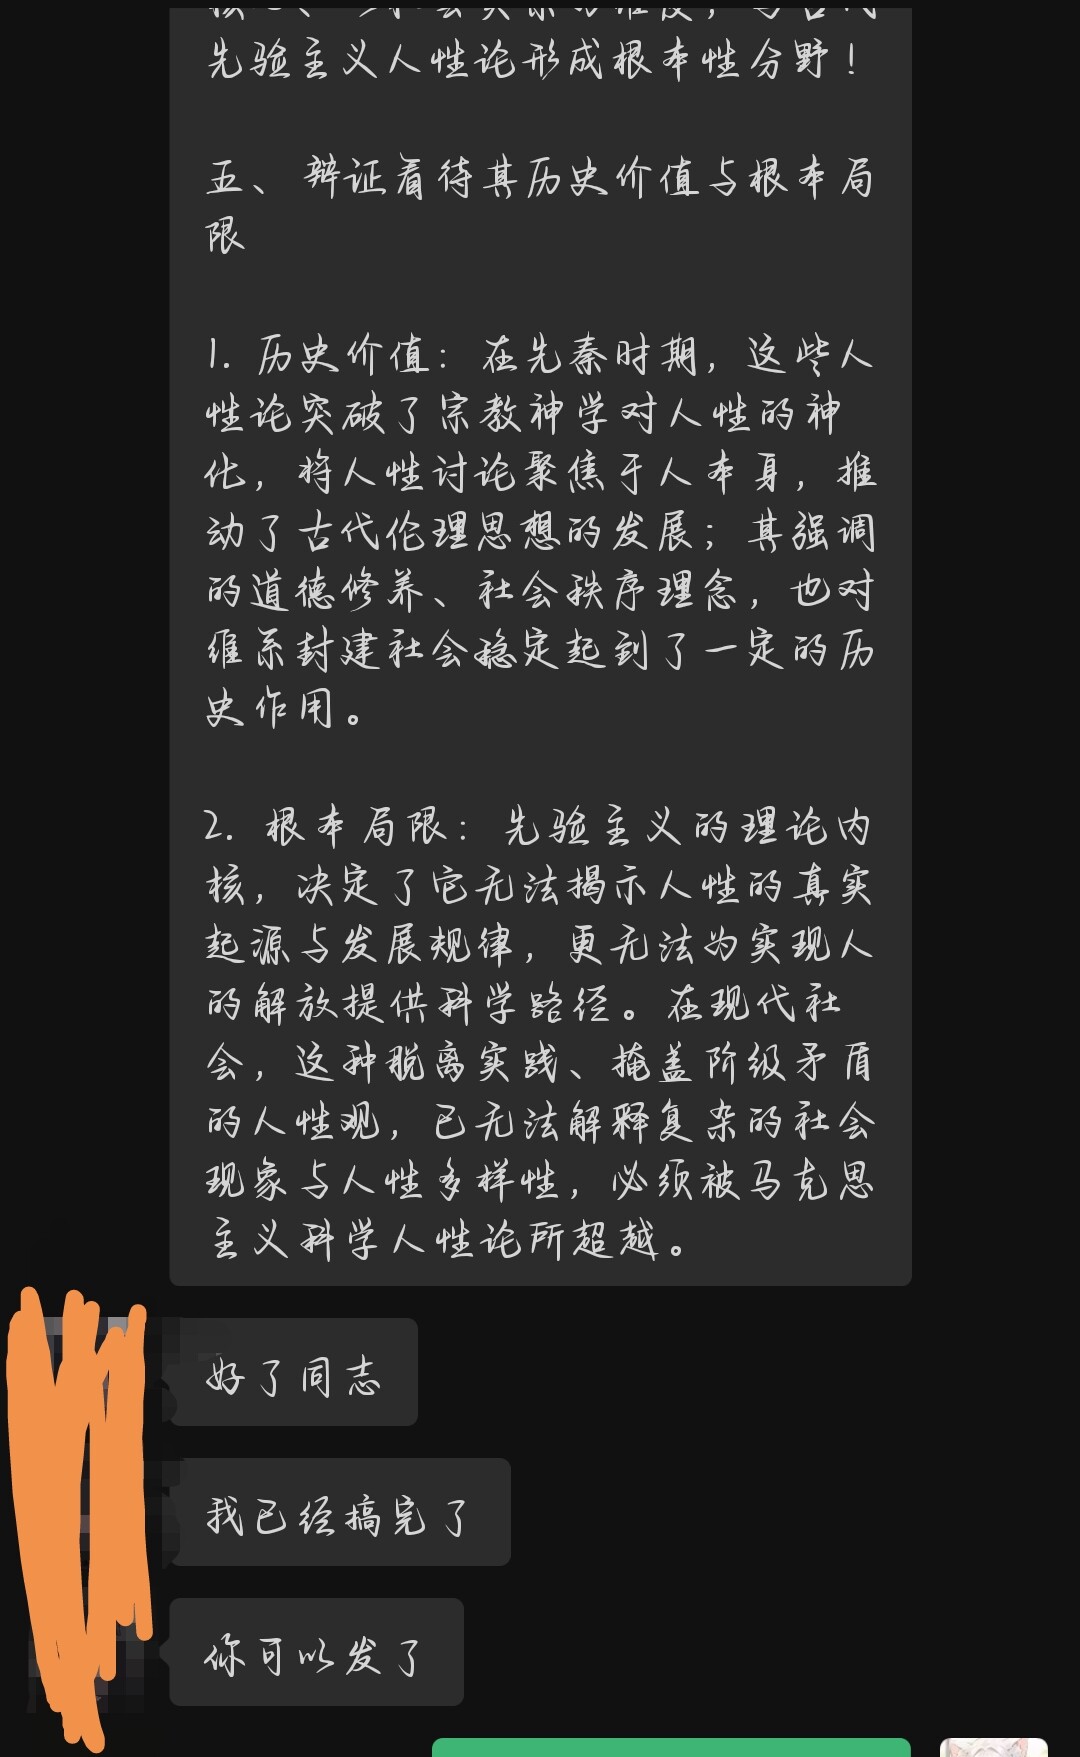 先验主义人性论形成根本性分野！
五、辩证看待其历史价值与根本局
限
1. 历史价值：在先秦时期，这些人
性论突破了宗教神学对人性的神
化，将人性讨论聚焦于人本身，推
动了古代伦理思想的发展；其强调
的道德修养、社会秩序理念，也对
维系封建社会稳定起到了一定的历
史作用。
2. 根本局限：先验主义的理论内
核，决定了它无法揭示人性的真实
起源与发展规律，更无法为实现人
的解放提供科学路径。在现代社
会，这种脱离实践、掩盖阶级矛盾
的人性观，已无法解释复杂的社会
现象与人性多样性，必须被马克思
主义科学人性论所超越。
好了同志
我已经搞完了
你可以发了